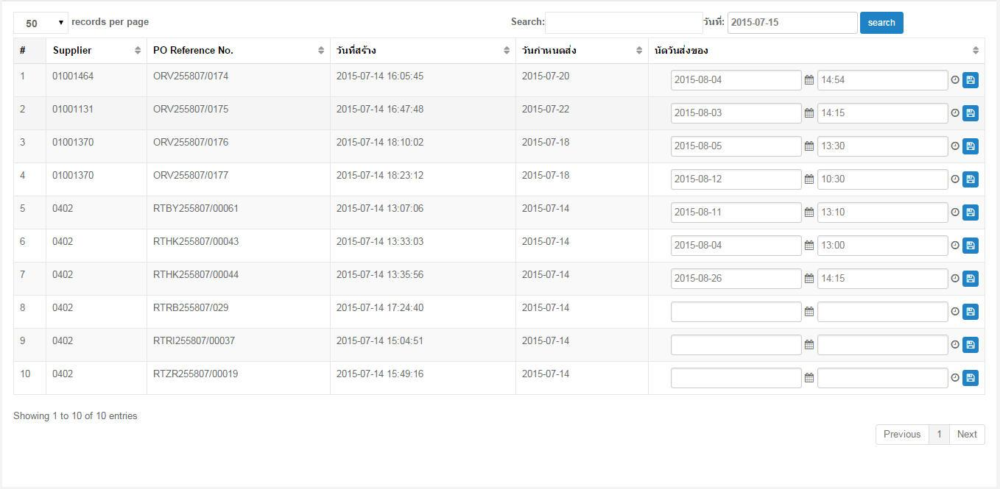 50 records per page Search: วันที่: 2015-07-15 search
# Supplier PO Reference No. วันที่สร้าง วันกำหนดส่ง นัดวันส่งของ
1 01001464 ORV255807/0174 2015-07-14 16:05:45 2015-07-20 2015-08-04 14:54
2 01001131 ORV255807/0175 2015-07-14 16:47:48 2015-07-22 2015-08-03 14:15
3 01001370 ORV255807/0176 2015-07-14 18:10:02 2015-07-18 2015-08-05 13:30
4 01001370 ORV255807/0177 2015-07-14 18:23:12 2015-07-18 2015-08-12 10:30
5 0402 RTBY255807/00061 2015-07-14 13:07:06 2015-07-14 2015-08-11 13:10
6 0402 RTHK255807/00043 2015-07-14 13:33:03 2015-07-14 2015-08-04 13:00
7 0402 RTHK255807/00044 2015-07-14 13:35:56 2015-07-14 2015-08-26 14:15
8 0402 RTRB255807/029 2015-07-14 17:24:40 2015-07-14
9 0402 RTRI255807/00037 2015-07-14 15:04:51 2015-07-14
10 0402 RTZR255807/00019 2015-07-14 15:49:16 2015-07-14
Showing 1 to 10 of 10 entries
Previous 1 Next